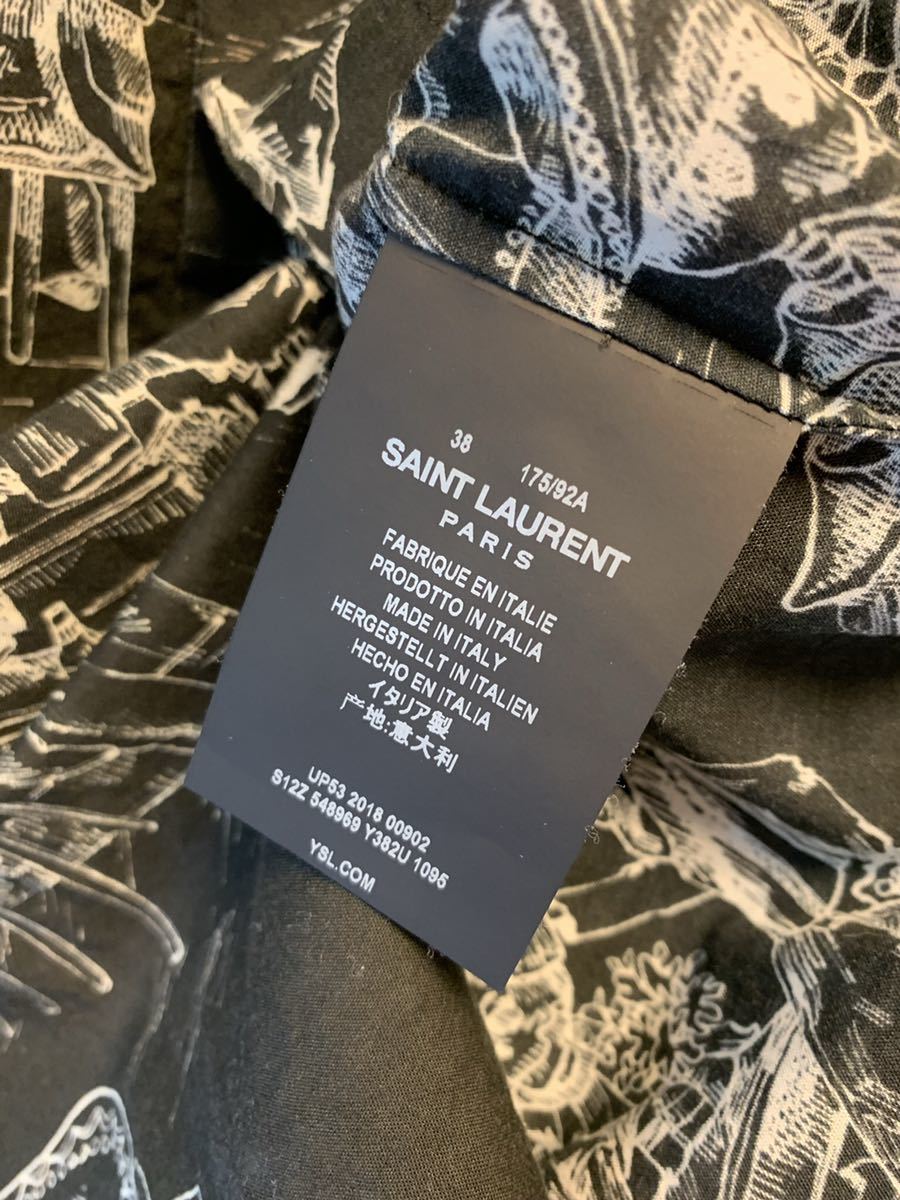 38 175/92A
SAINT LAURENT
PARIS
FABRIQUE EN ITALIE
PRODOTTO IN ITALIA
MADE IN ITALY
HERGESTELLT IN ITALIEN
HECHO EN ITALIA
イタリア製
产地:意大利
UP53 2018 00902
S12Z 548969 Y382U 1095
YSL.COM